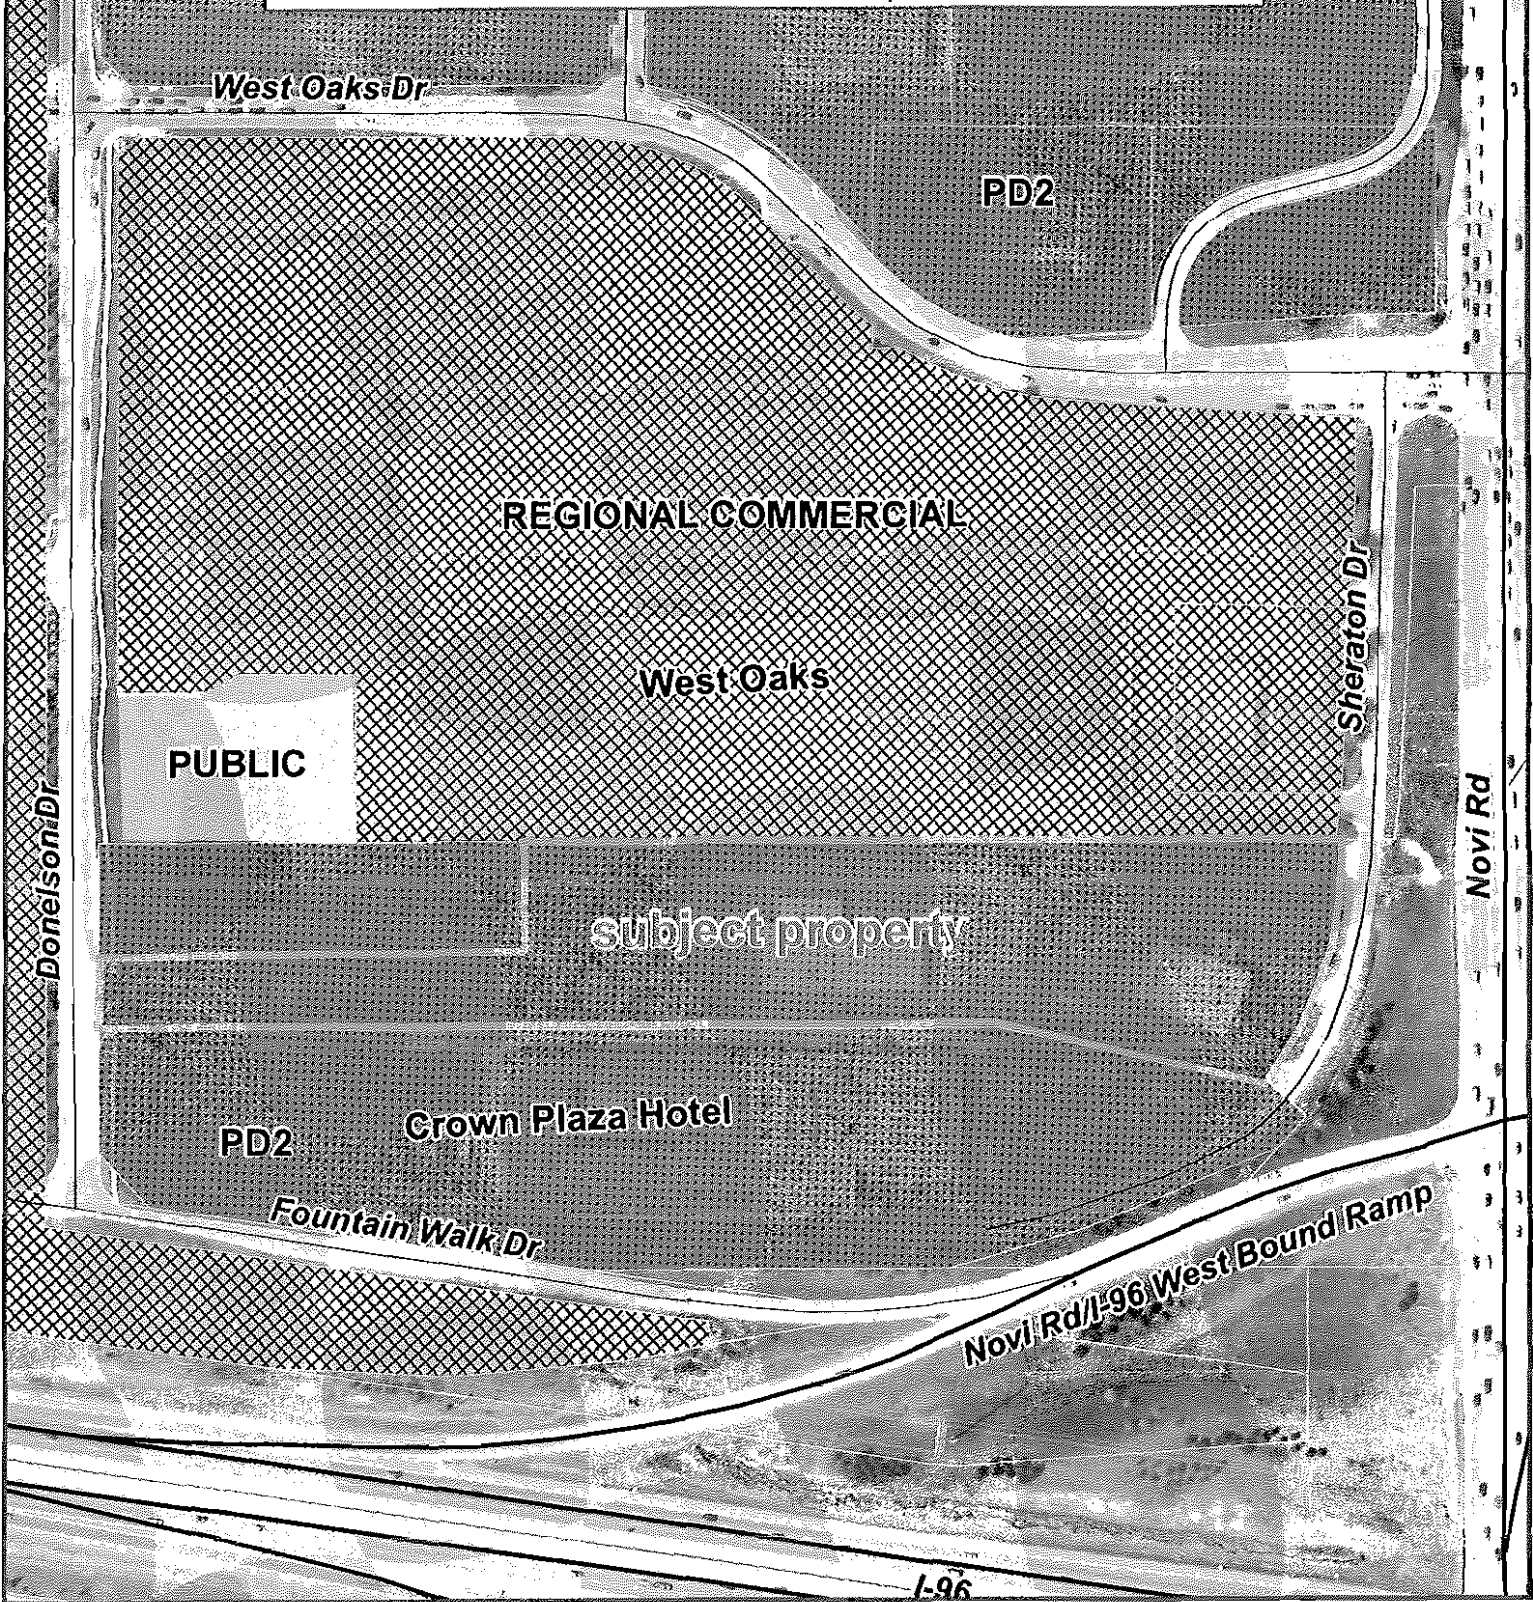 West Oaks Dr
PD2
REGIONAL COMMERCIAL
Sheraton Dr
West Oaks
PUBLIC
Donelson Dr
Novi Rd
subject property
Crown Plaza Hotel
PD2
Fountain Walk Dr
Novi Rd/I-96 West Bound Ramp
I-96